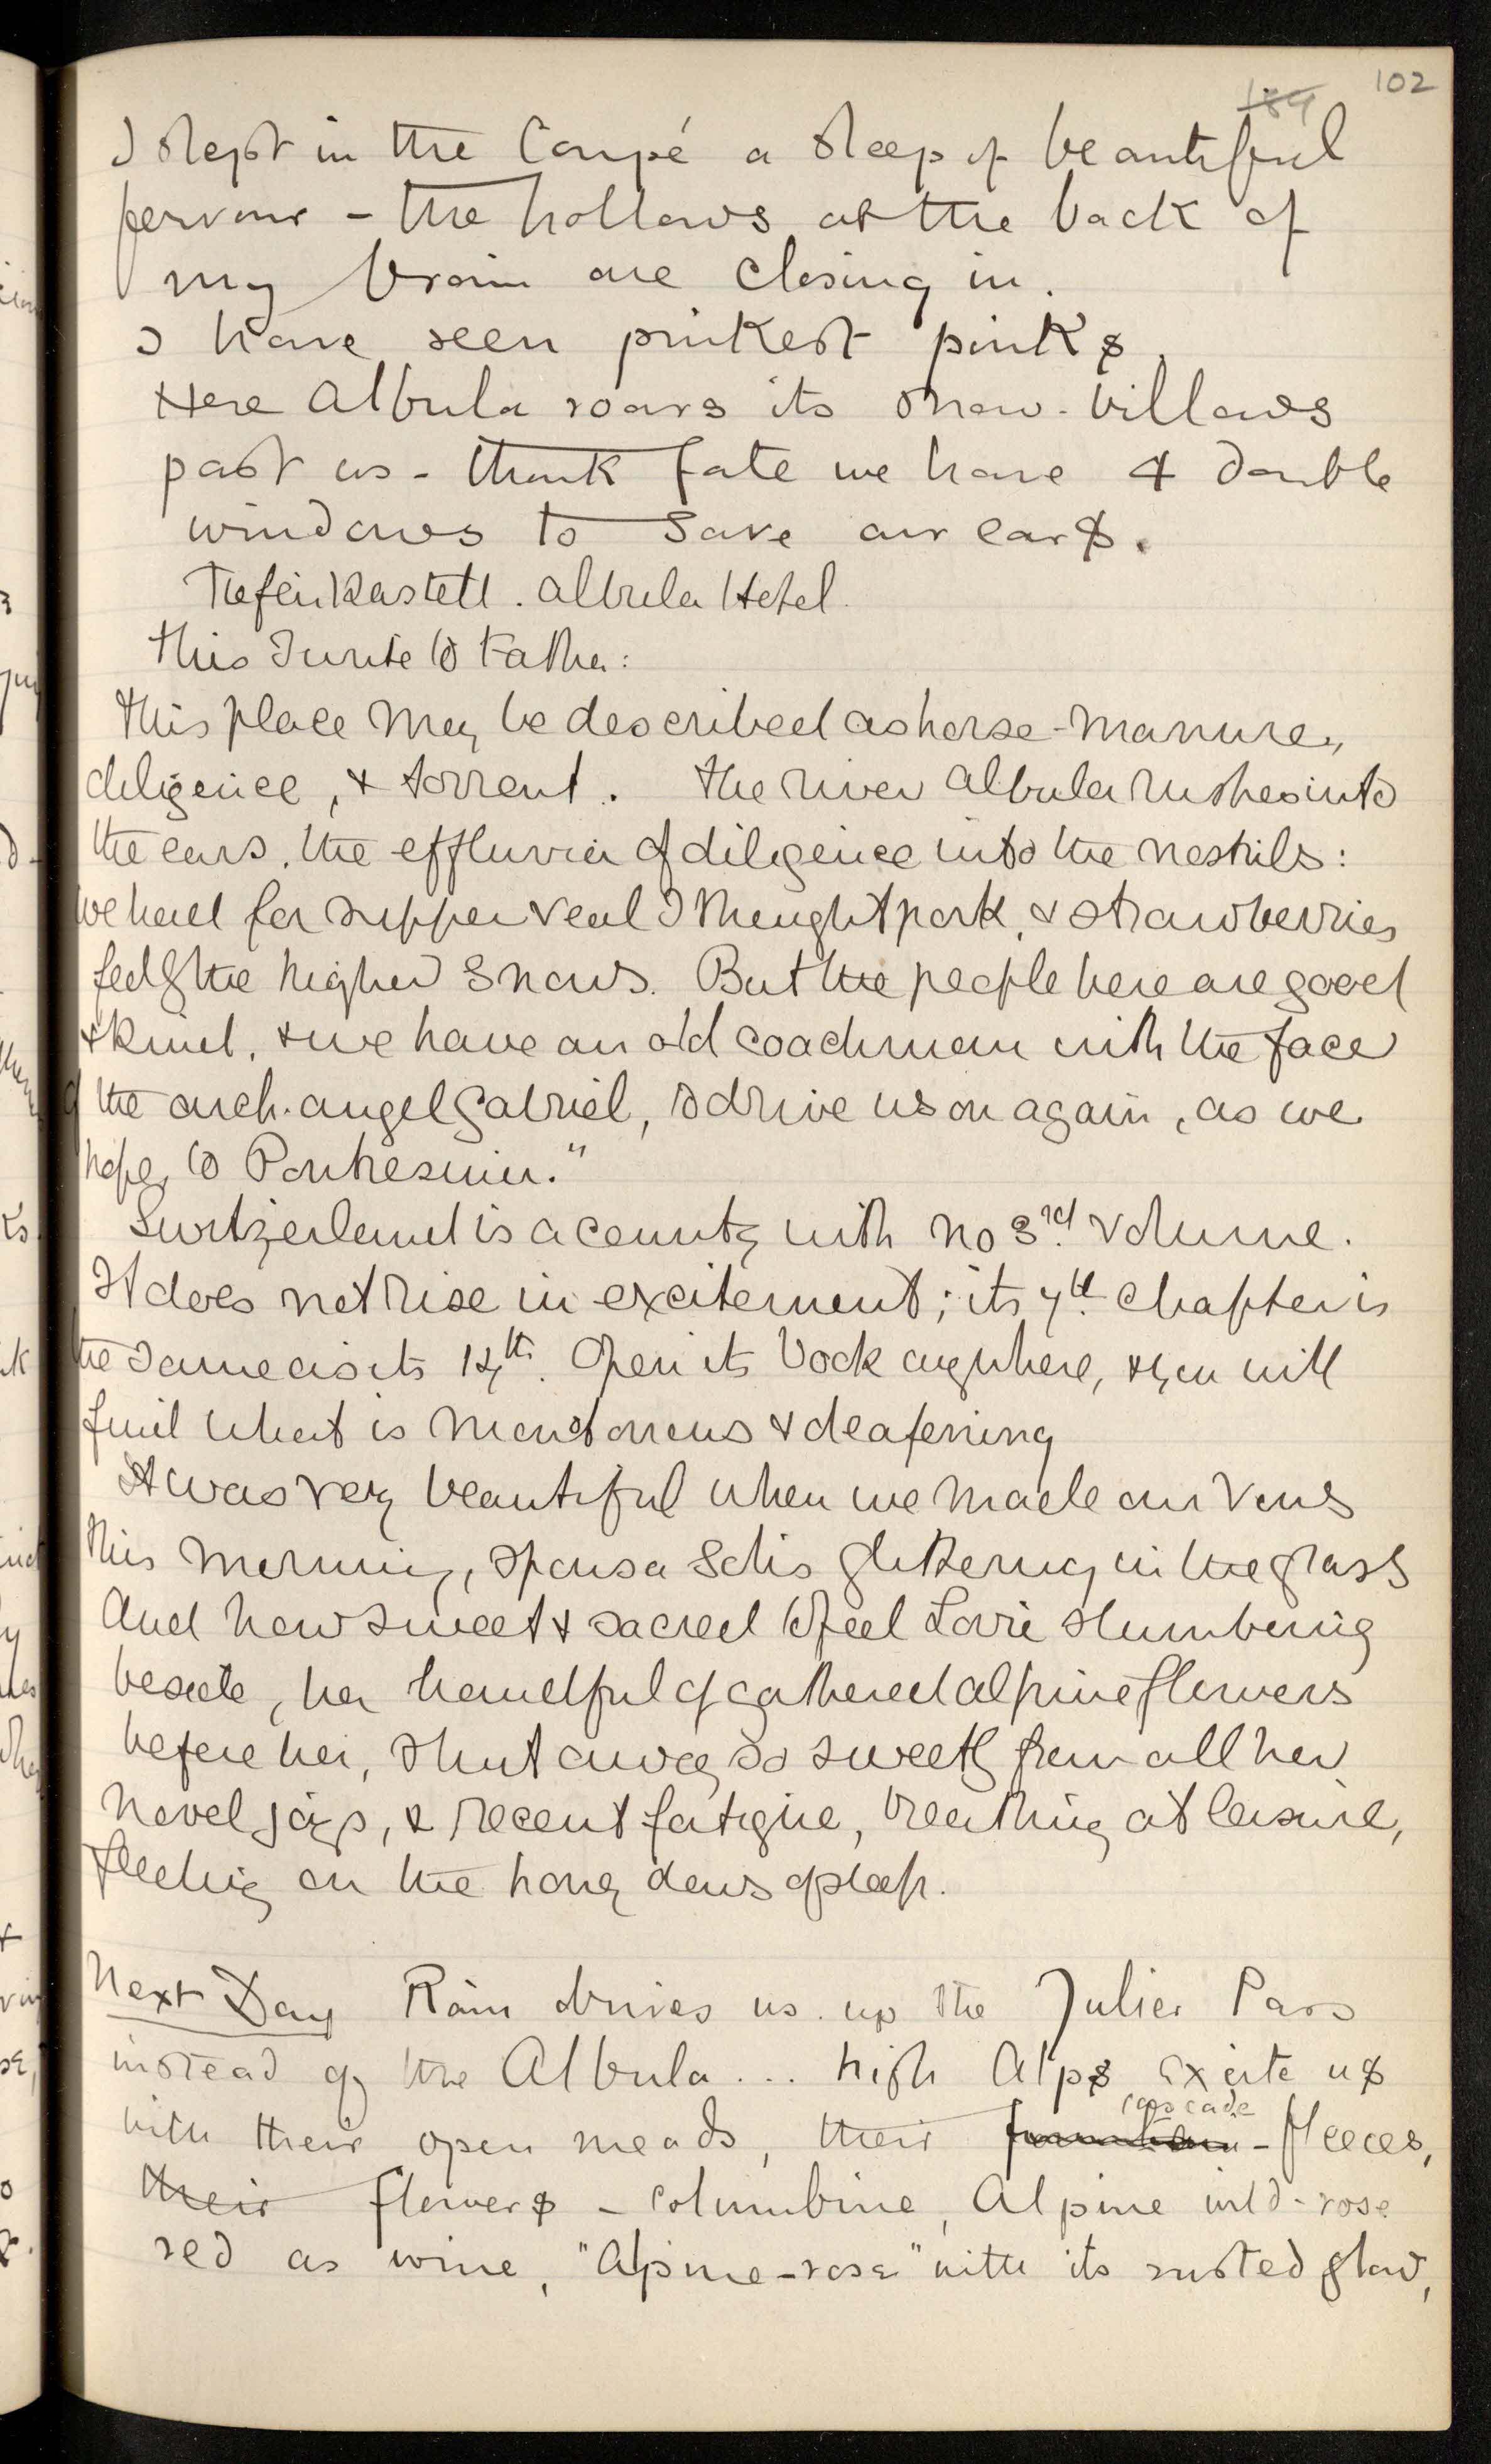 102
189
I slept in the Coupé a sleep of beautiful
fervour - the hollows at the back of
my brain are closing in.
I have seen pinkest pinks,
Here Albula roars its snow-billows
past us - thank fate we have 4 double
windows to save our ears.
Tiefenkastell. Albula Hotel.
This I write to Father:
This place may be described as horse-manure,
diligence, & torrent. The river Albula rushes into
the ears, the effluvia of diligence into the nostrils:
we had for supper veal I thought pork, & strawberries
fed of the higher snows. But the people here are good
& kind, & we have an old coachman with the face
of the arch-angel Gabriel, to drive us on again, as we
hope, to Pontresina."
Switzerland is a country with no 3rd volume.
It does not rise in excitement; its 7th chapter is
the same as its 14th. Open its book anywhere, & you will
find what is monotonous & deafening
It was very beautiful when we made our vows
this morning, Sponsa Solis glittering in the grass
And how sweet & sacred to feel Love slumbering
beside, her handful of gathered alpine flowers
before her, shut away so sweetly from all her
novel joys, & recent fatigue, breathing at leisure,
feeding on the honey dews of sleep.
Next Day Rain drives us up the Julier Pass
instead of the Albula... high Alps excite us
cascade
with their open meads, their fountain-fleeces,
their flowers - columbine, Alpine wild-rose
red as wine, "Alpine-rose" with its rusted glow,